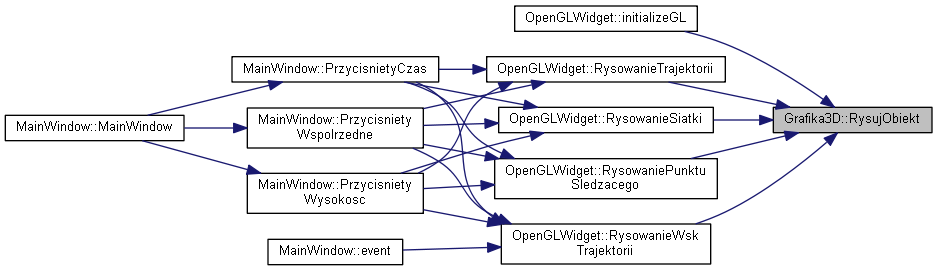 OpenGLWidget::initializeGL
MainWindow::PrzycisnietyCzas
OpenGLWidget::RysowanieTrajektorii
MainWindow::MainWindow
MainWindow::Przycisniety
Wspolrzedne
OpenGLWidget::RysowanieSiatki
Grafika3D::RysujObiekt
MainWindow::Przycisniety
Wysokosc
OpenGLWidget::RysowaniePunktu
Sledzacego
MainWindow::event
OpenGLWidget::RysowanieWsk
Trajektorii